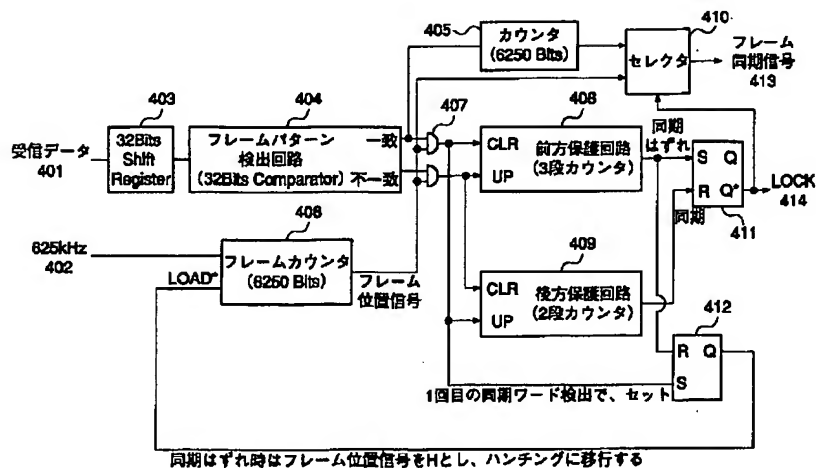 405
カウンタ
(6250 Bits)
410
セレクタ
フレーム
同期信号
413
403
32Bits
Shift
Register
404
フレームパターン
検出回路
(32Bits Comparator)
一致
不一致
407
受信データ
401
408
CLR
UP
前方保護回路
(3段カウンタ)
同期
はずれ
S Q
R Q*
同期
411
LOCK
414
625kHz
402
LOAD*
406
フレームカウンタ
(6250 Bits)
フレーム
位置信号
409
CLR
UP
後方保護回路
(2段カウンタ)
412
R Q
S
1回目の同期ワード検出で、セット
同期はずれ時はフレーム位置信号をHとし、ハンチングに移行する